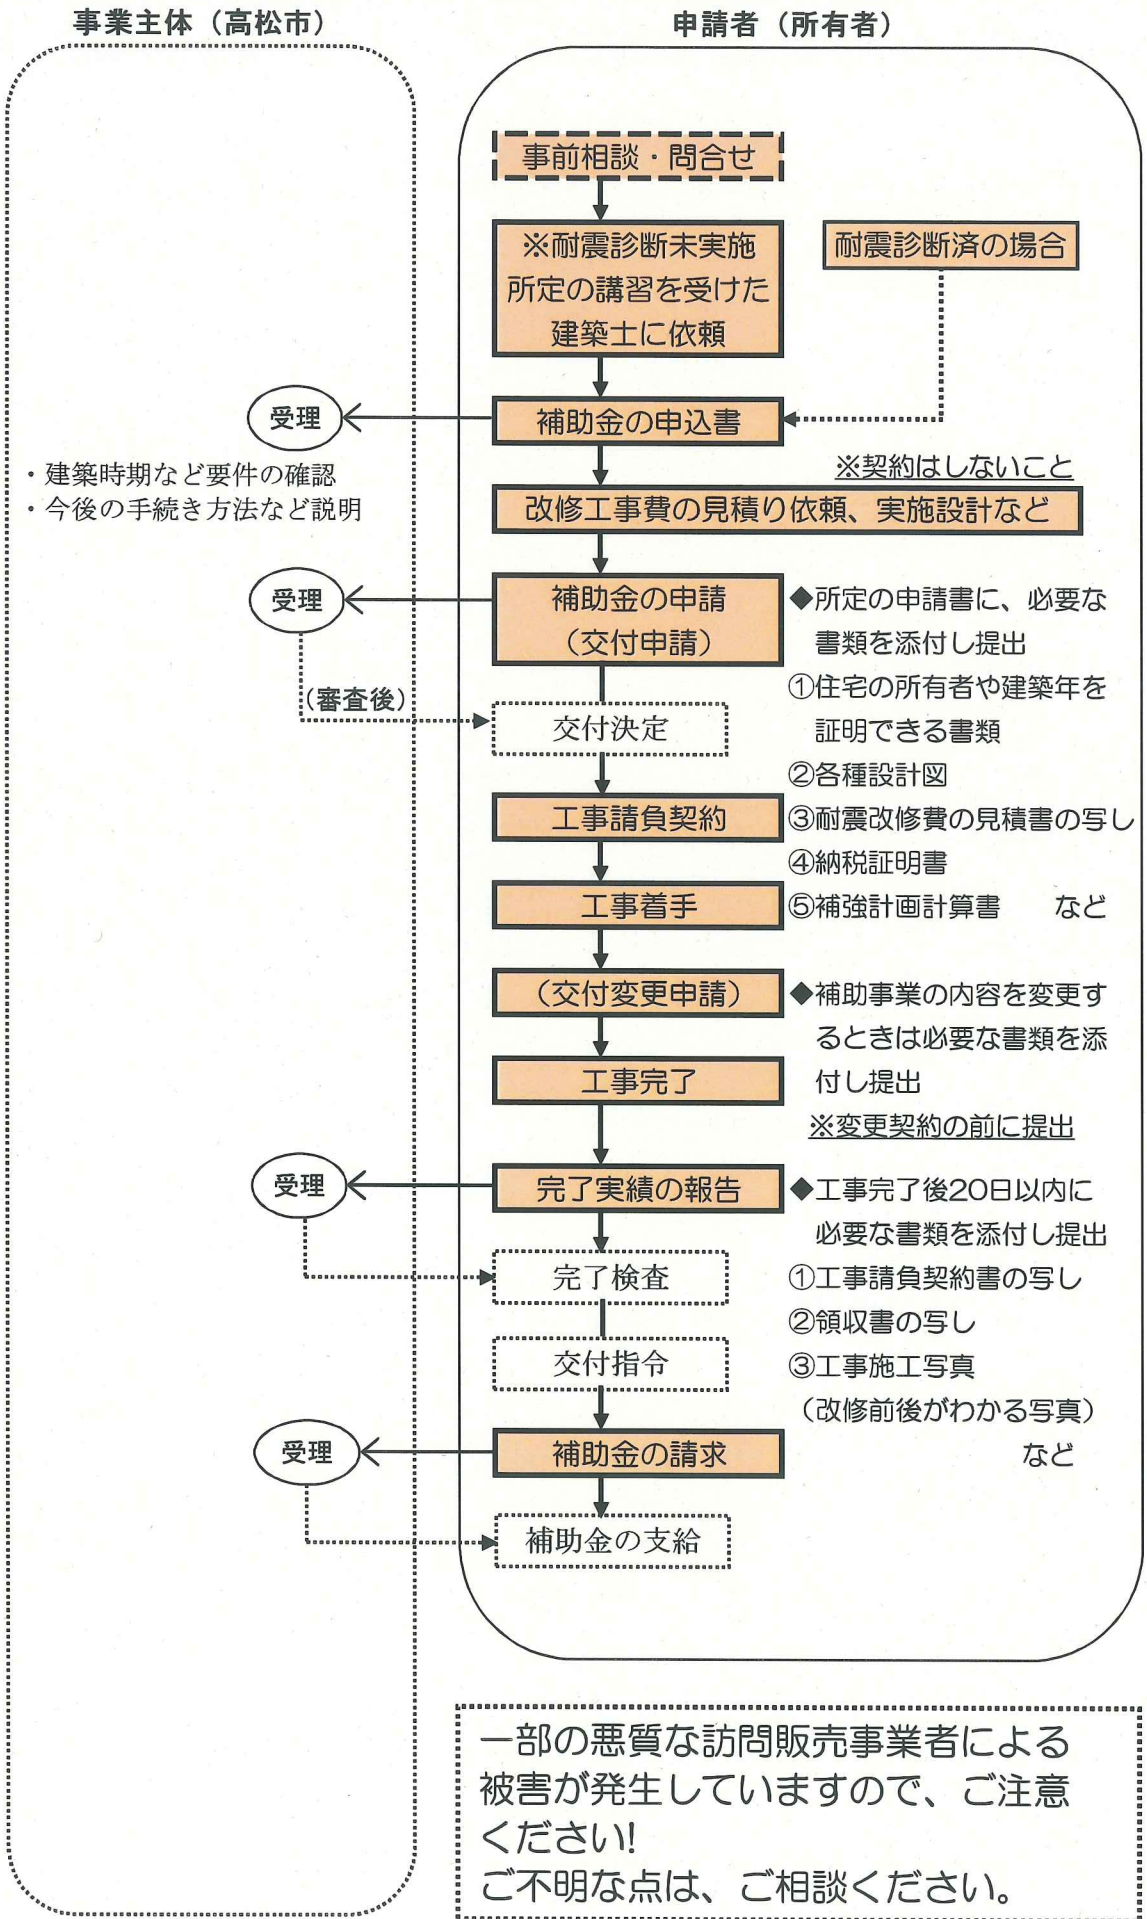 事業主体（高松市）
申請者（所有者）
事前相談・問合せ
※耐震診断未実施
所定の講習を受けた
建築士に依頼
耐震診断済の場合
受理
補助金の申込書
・建築時期など要件の確認
・今後の手続き方法など説明
※契約はしないこと
改修工事費の見積り依頼、実施設計など
受理
補助金の申請
（交付申請）
◆所定の申請書に、必要な
書類を添付し提出
①住宅の所有者や建築年を
証明できる書類
②各種設計図
③耐震改修費の見積書の写し
④納税証明書
⑤補強計画計算書　など
（審査後）
交付決定
工事請負契約
工事着手
（交付変更申請）
◆補助事業の内容を変更す
るときは必要な書類を添
付し提出
※変更契約の前に提出
工事完了
受理
完了実績の報告
◆工事完了後20日以内に
必要な書類を添付し提出
①工事請負契約書の写し
②領収書の写し
③工事施工写真
（改修前後がわかる写真）
など
完了検査
交付指令
受理
補助金の請求
補助金の支給
一部の悪質な訪問販売事業者による
被害が発生していますので、ご注意
ください!
ご不明な点は、ご相談ください。